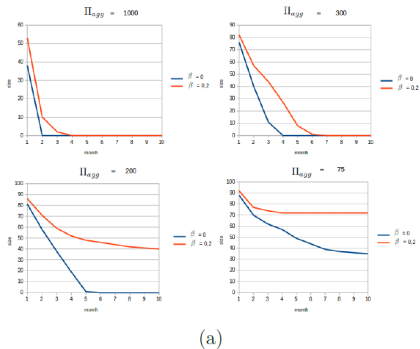 Π_agg = 1000
60
50
40
30
20
10
0
size
1 2 3 4 5 6 7 8 9 10
month
β = 0
β = 0.2
Π_agg = 300
90
80
70
60
50
40
30
20
10
0
size
1 2 3 4 5 6 7 8 9 10
month
β = 0
β = 0.2
Π_agg = 200
100
90
80
70
60
50
40
30
20
10
0
size
1 2 3 4 5 6 7 8 9 10
month
β = 0
β = 0.2
Π_agg = 75
100
90
80
70
60
50
40
30
20
10
0
size
1 2 3 4 5 6 7 8 9 10
month
β = 0
β = 0.2
(a)